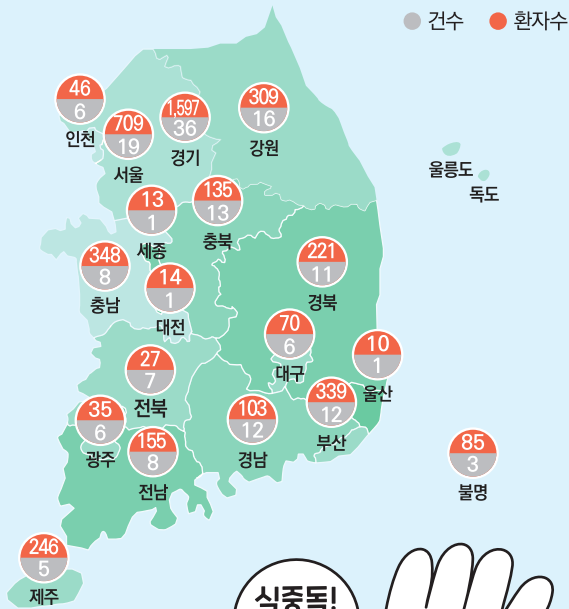 건수 환자수
46
6
인천
709
19
서울
1,597
36
경기
309
16
강원
울릉도
독도
13
1
세종
135
13
충북
348
8
충남
14
1
대전
221
11
경북
70
6
대구
10
1
울산
27
7
전북
35
6
광주
155
8
전남
103
12
경남
339
12
부산
85
3
불명
246
5
제주
식중독!